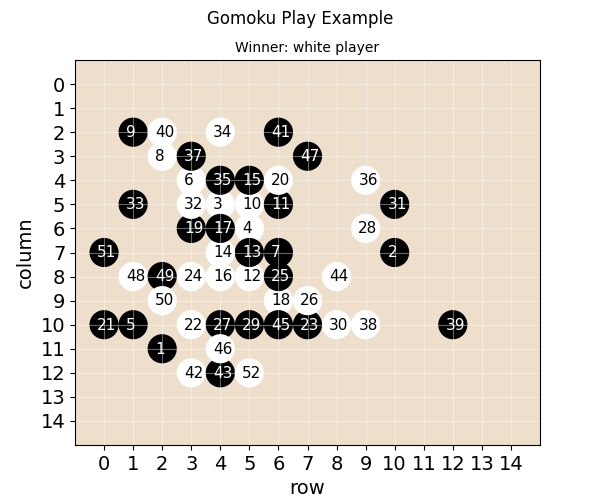 Gomoku Play Example
Winner: white player
0
1
2 9 40 34 41
3 8 37 47
4 6 35 15 20 36
5 33 32 3 10 11 31
6 19 17 4 28
7 51 14 13 7 2
8 48 49 24 16 12 25 44
9 50 18 26
10 21 5 22 27 29 45 23 30 38 39
11 1 46
12 42 43 52
13
14
column
0 1 2 3 4 5 6 7 8 9 10 11 12 13 14
row